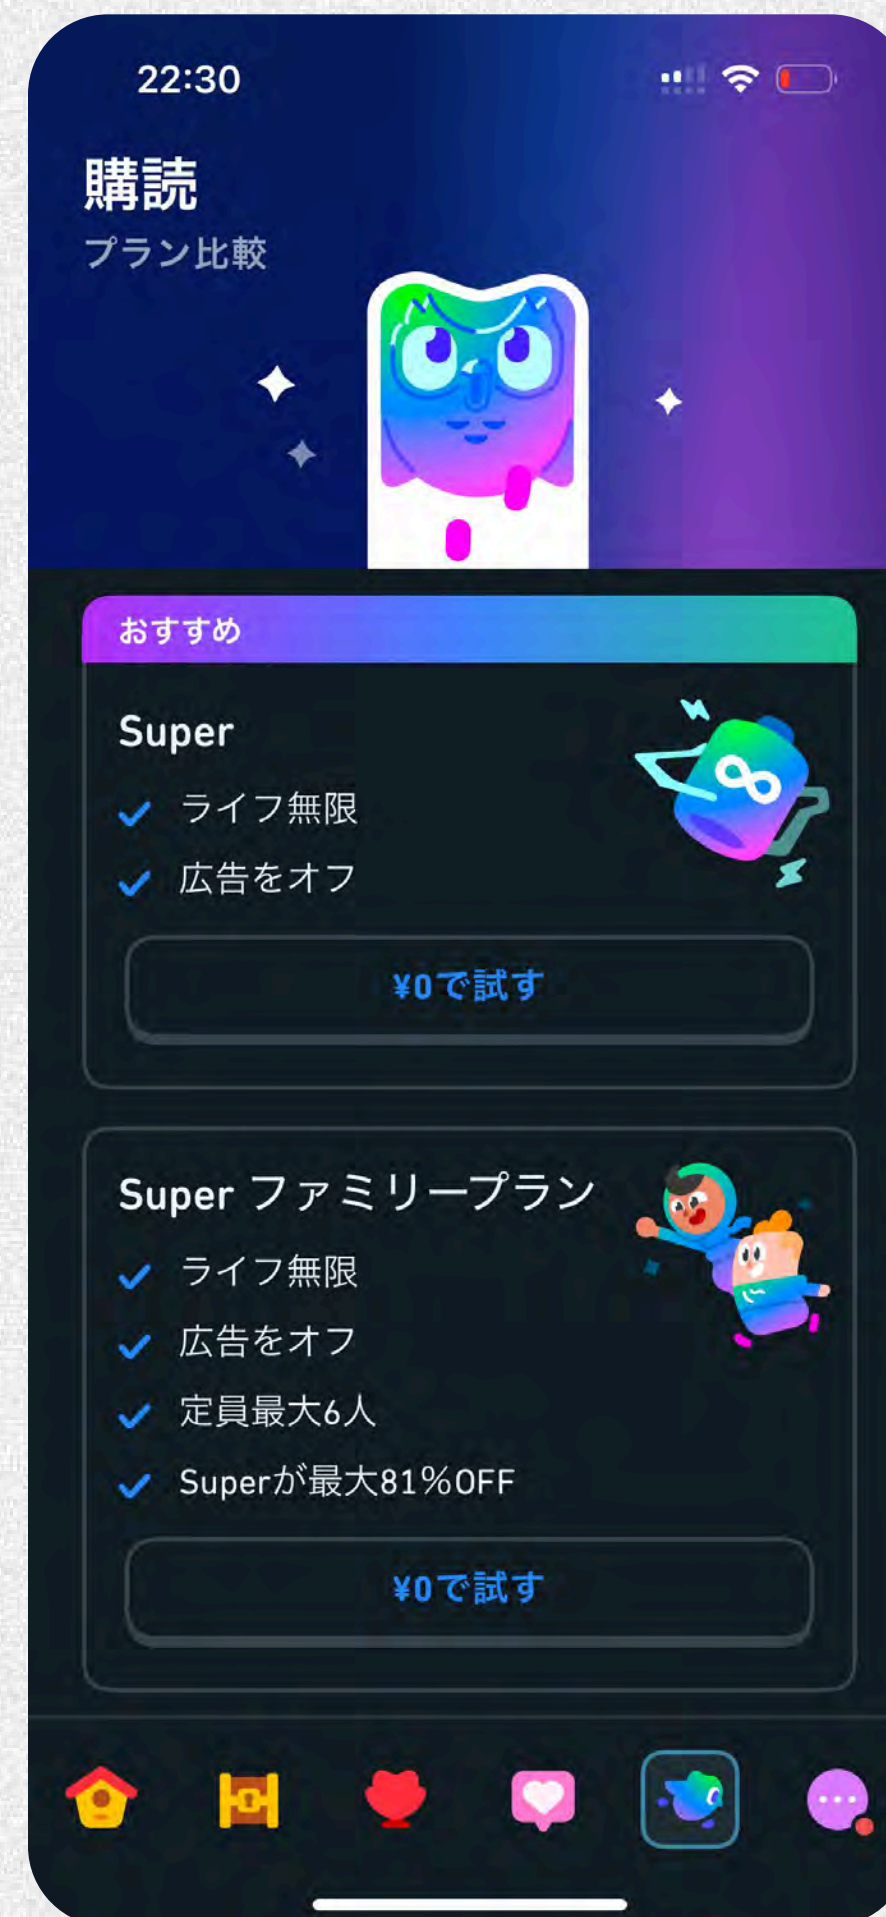 22:30
購読
プラン比較
おすすめ
Super
ライフ無限
広告をオフ
¥0で試す
Super ファミリープラン
ライフ無限
広告をオフ
定員最大6人
Superが最大81%OFF
¥0で試す